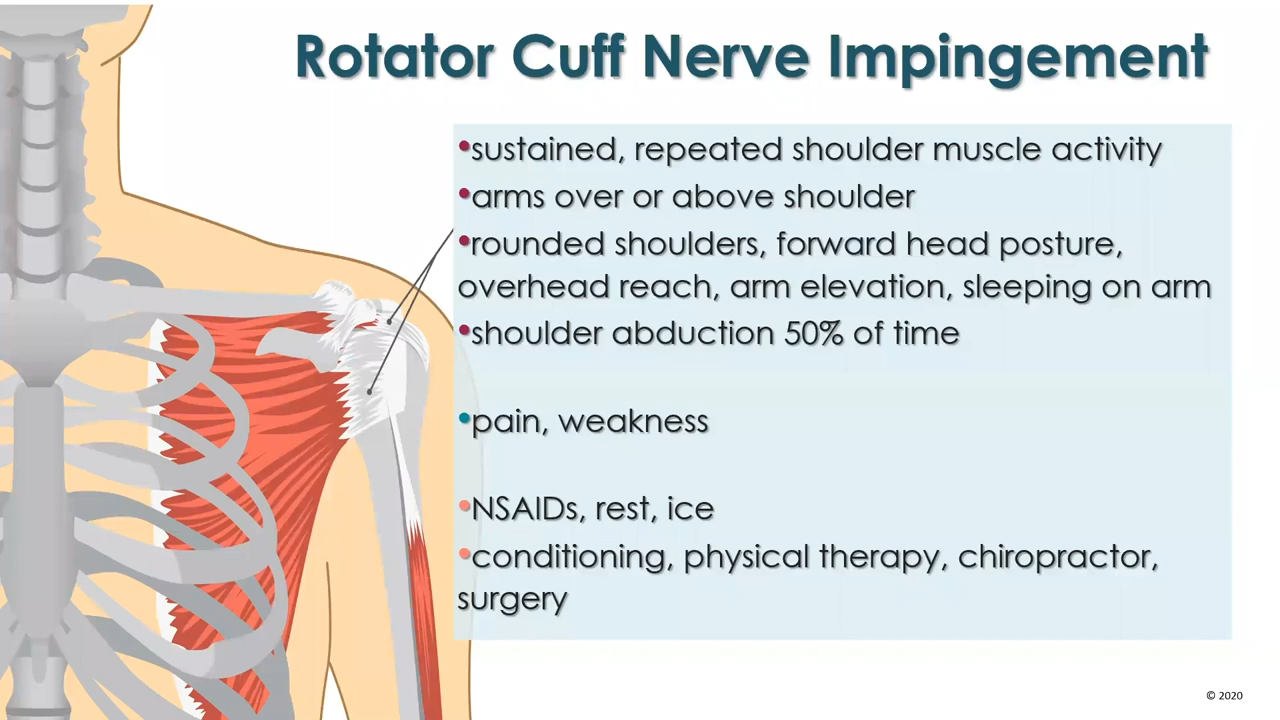 Rotator Cuff Nerve Impingement
•sustained, repeated shoulder muscle activity
•arms over or above shoulder
•rounded shoulders, forward head posture,
overhead reach, arm elevation, sleeping on arm
•shoulder abduction 50% of time
•pain, weakness
•NSAIDs, rest, ice
•conditioning, physical therapy, chiropractor,
surgery
© 2020